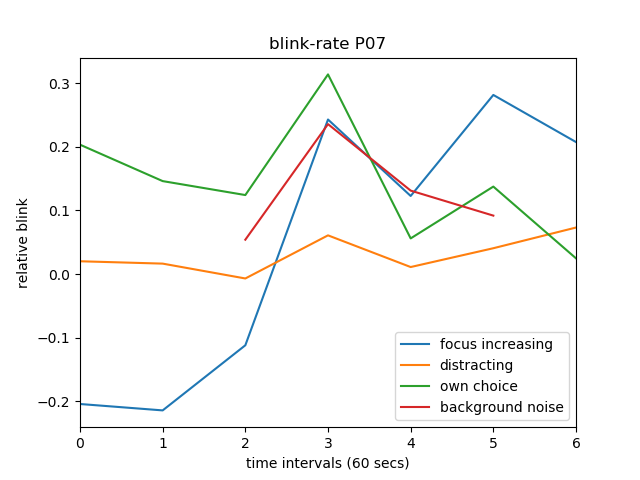 blink-rate P07
relative blink
0.3
0.2
0.1
0.0
−0.1
−0.2
focus increasing
distracting
own choice
background noise
0 1 2 3 4 5 6
time intervals (60 secs)